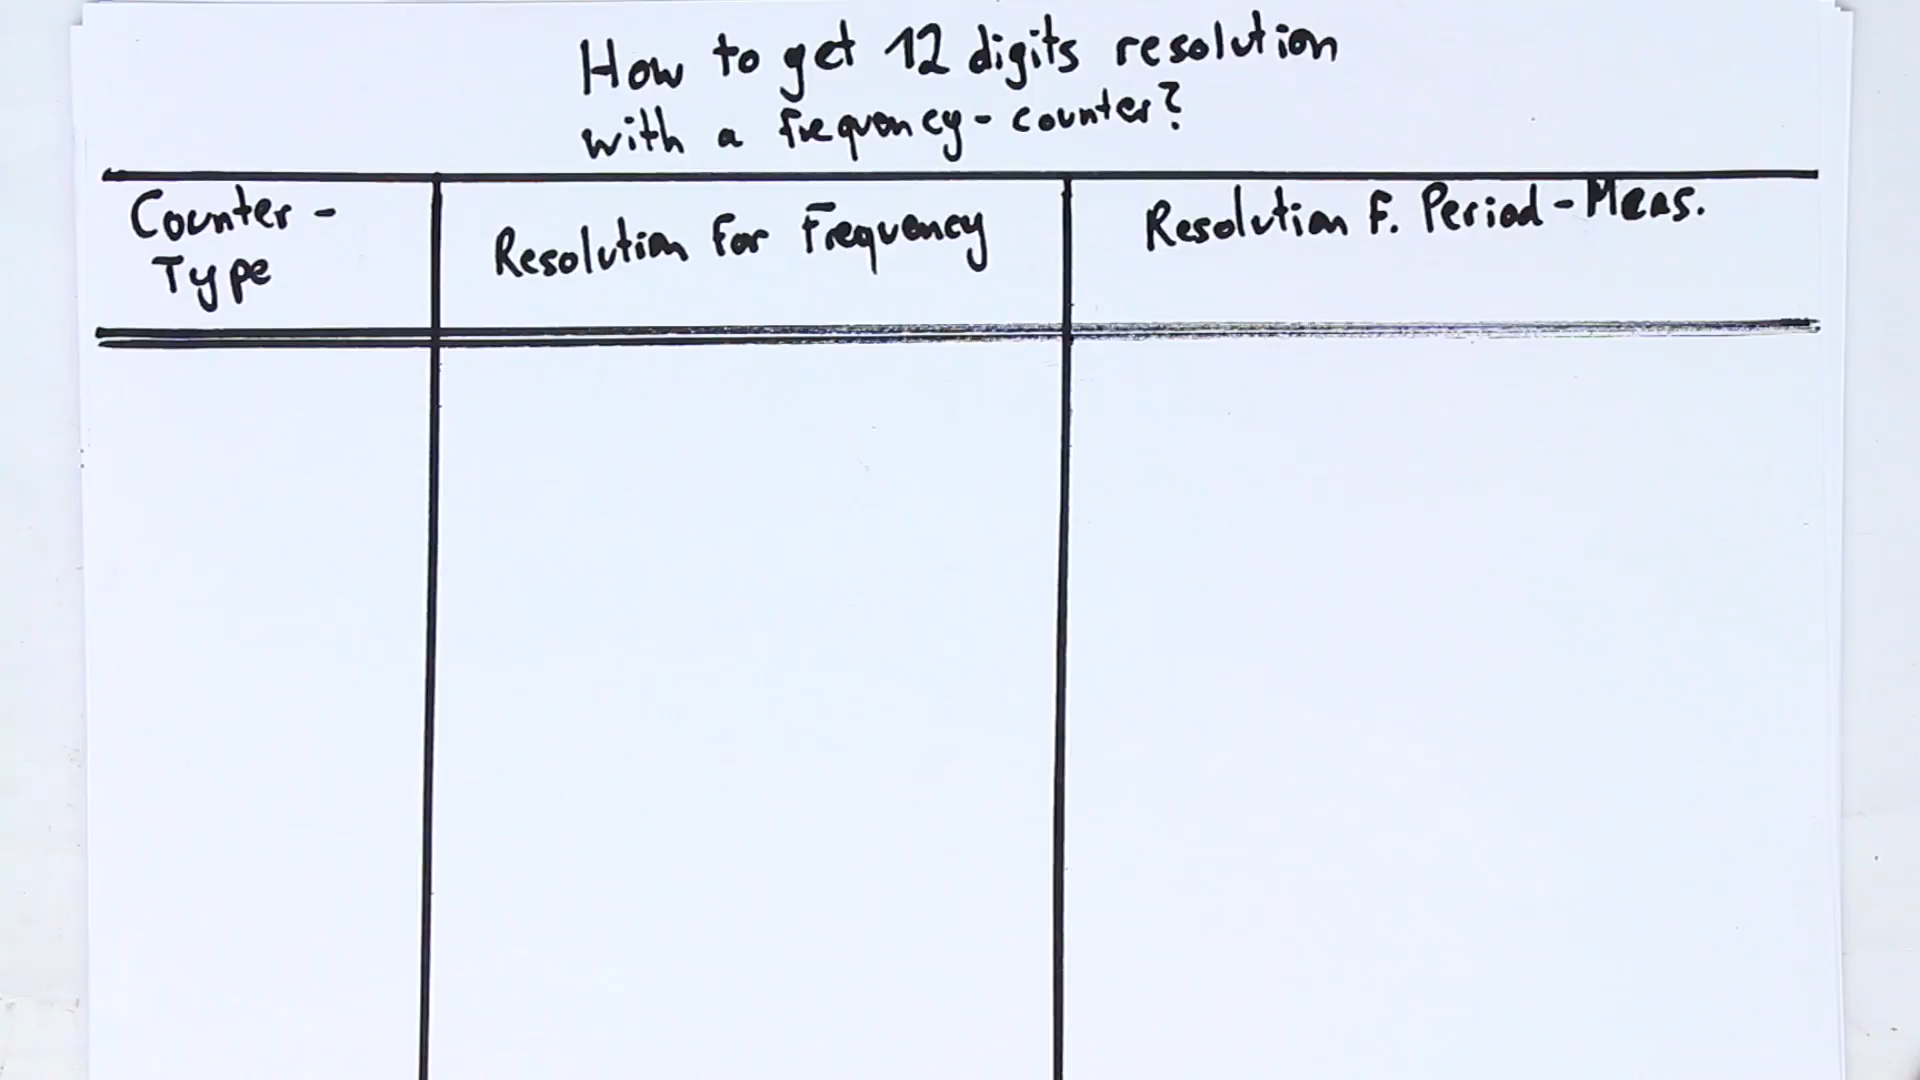 How to get 12 digits resolution
with a frequency-counter?
Counter-
Type
Resolution for Frequency
Resolution f. Period-Meas.